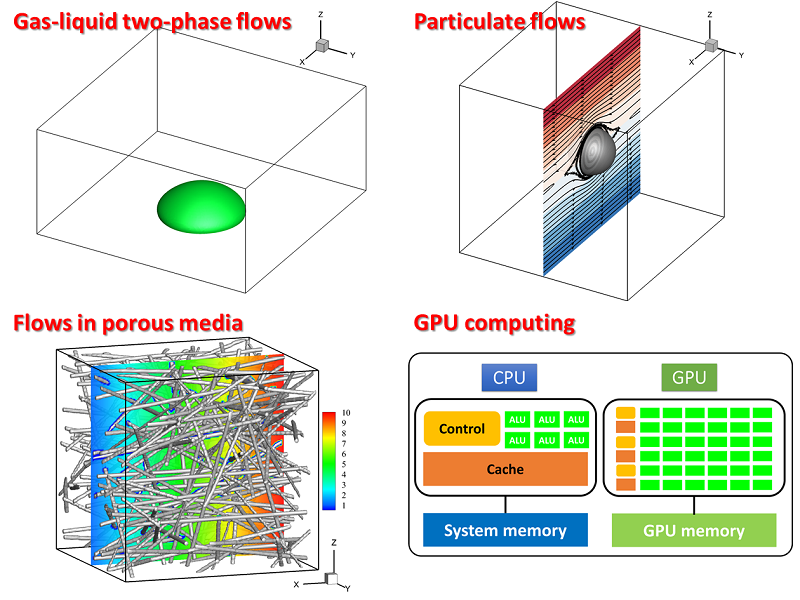 Gas-liquid two-phase flows
Z
X
Y
Particulate flows
Z
X
Y
Flows in porous media
10
9
8
7
6
5
4
3
2
1
Z
X
Y
GPU computing
CPU
GPU
Control
ALU ALU ALU
ALU ALU ALU
Cache
System memory
GPU memory